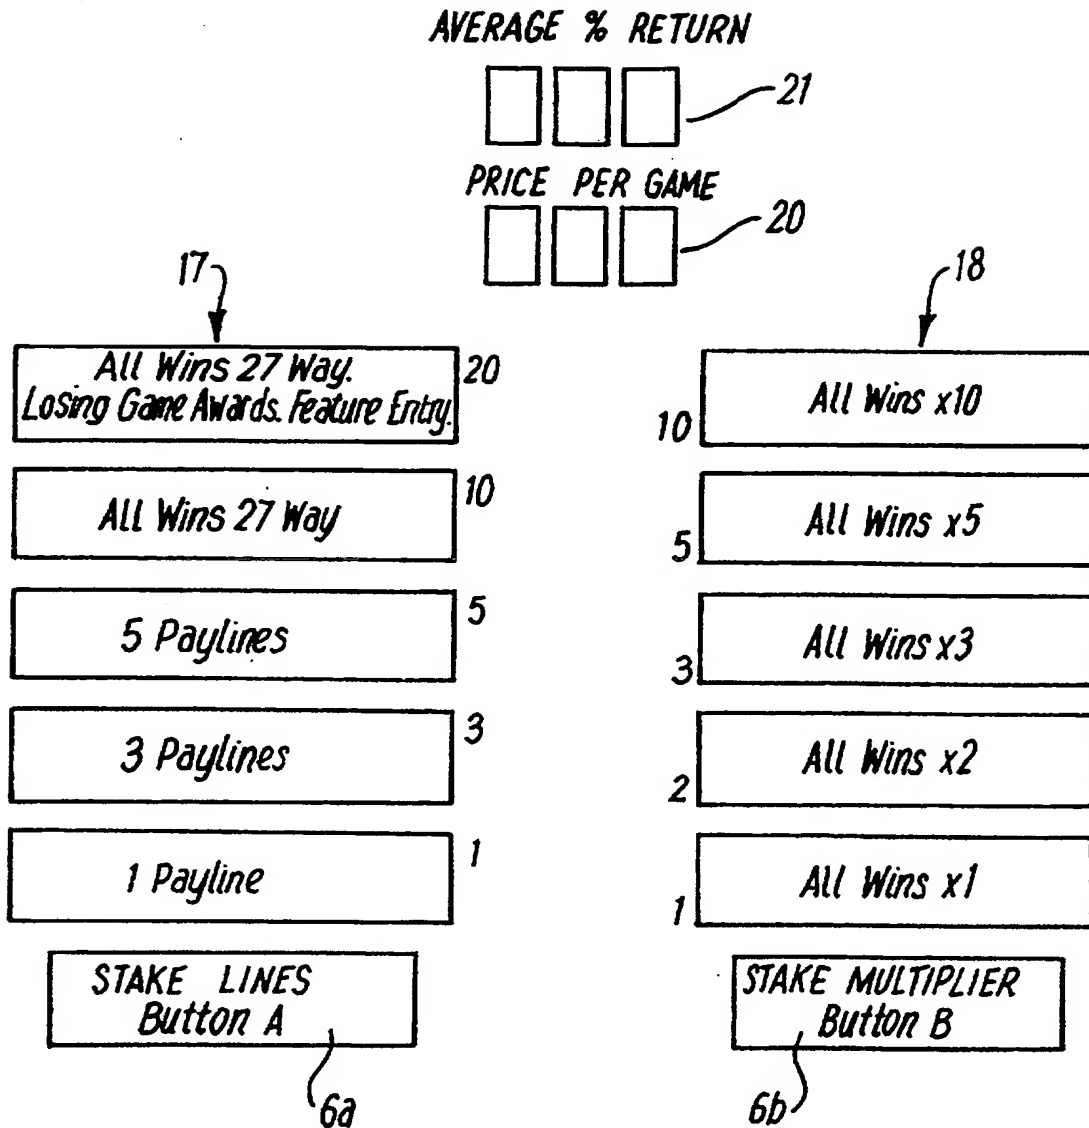 AVERAGE % RETURN
21
PRICE PER GAME
20
17
18
All Wins 27 Way.
Losing Game Awards. Feature Entry.
20
All Wins x10
10
All Wins 27 Way
10
All Wins x5
5
5 Paylines
5
All Wins x3
3
3 Paylines
3
All Wins x2
2
1 Payline
1
All Wins x1
1
STAKE LINES
Button A
STAKE MULTIPLIER
Button B
6a
6b